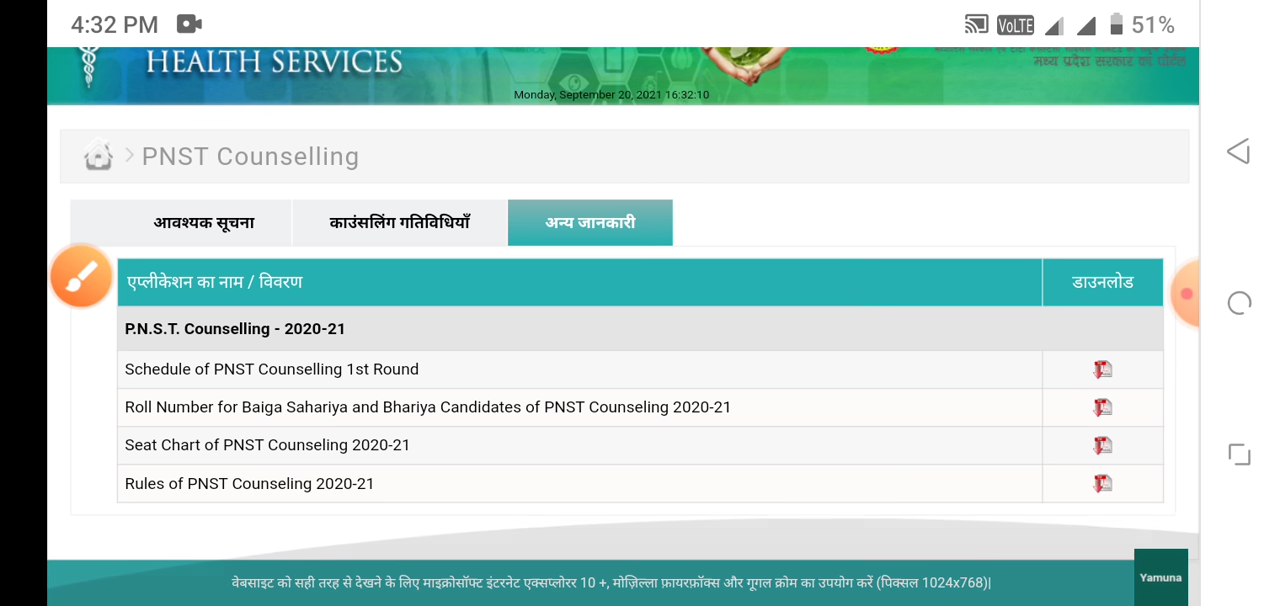 4:32 PM
VoLTE
51%
HEALTH SERVICES
मध्य प्रदेश सरकार का पोर्टल
Monday, September 20, 2021 16:32:10
PNST Counselling
आवश्यक सूचना
काउंसलिंग गतिविधियाँ
अन्य जानकारी
एप्लीकेशन का नाम / विवरण
डाउनलोड
P.N.S.T. Counselling - 2020-21
Schedule of PNST Counselling 1st Round
Roll Number for Baiga Sahariya and Bhariya Candidates of PNST Counseling 2020-21
Seat Chart of PNST Counseling 2020-21
Rules of PNST Counseling 2020-21
वेबसाइट को सही तरह से देखने के लिए माइक्रोसॉफ्ट इंटरनेट एक्सप्लोरर 10 +, मोज़िल्ला फ़ायरफ़ॉक्स और गूगल क्रोम का उपयोग करें (पिक्सल 1024x768)|
Yamuna